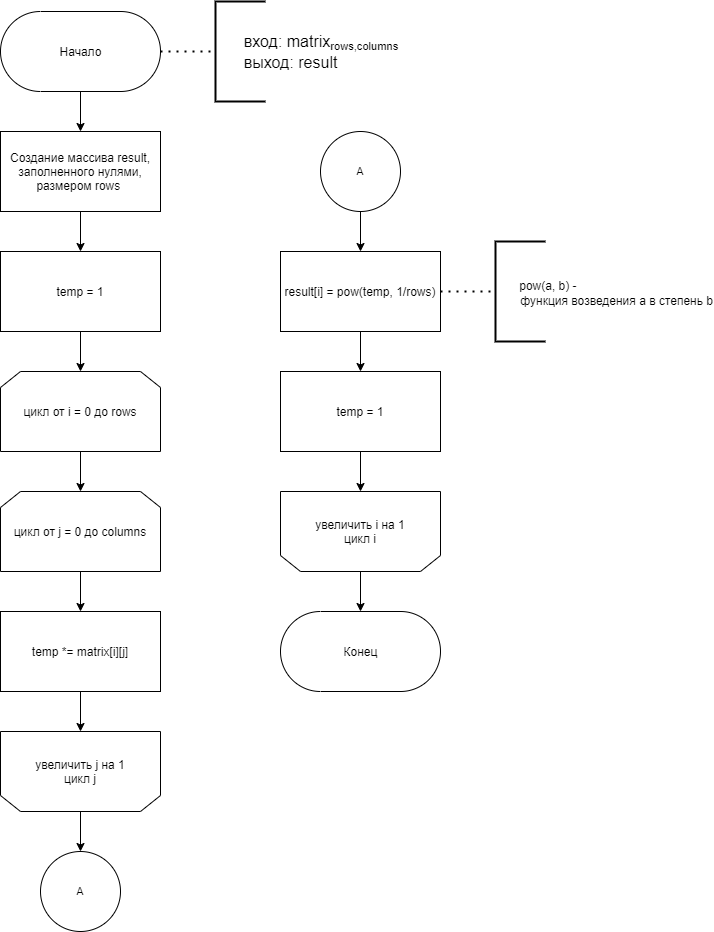 Начало
вход: matrixrows,columns
выход: result
Создание массива result,
заполненного нулями,
размером rows
temp = 1
цикл от i = 0 до rows
цикл от j = 0 до columns
temp *= matrix[i][j]
увеличить j на 1
цикл j
A
A
result[i] = pow(temp, 1/rows)
pow(a, b) -
функция возведения a в степень b
temp = 1
увеличить i на 1
цикл i
Конец